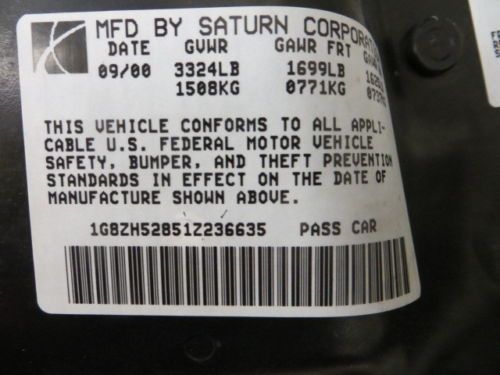 MFD BY SATURN CORPORATI
DATE GVWR GAWR FRT
09/00 3324LB 1699LB
1508KG 0771KG
THIS VEHICLE CONFORMS TO ALL APPLI-
CABLE U.S. FEDERAL MOTOR VEHICLE
SAFETY, BUMPER, AND THEFT PREVENTION
STANDARDS IN EFFECT ON THE DATE OF
MANUFACTURE SHOWN ABOVE.
1G8ZH52851Z236635 PASS CAR